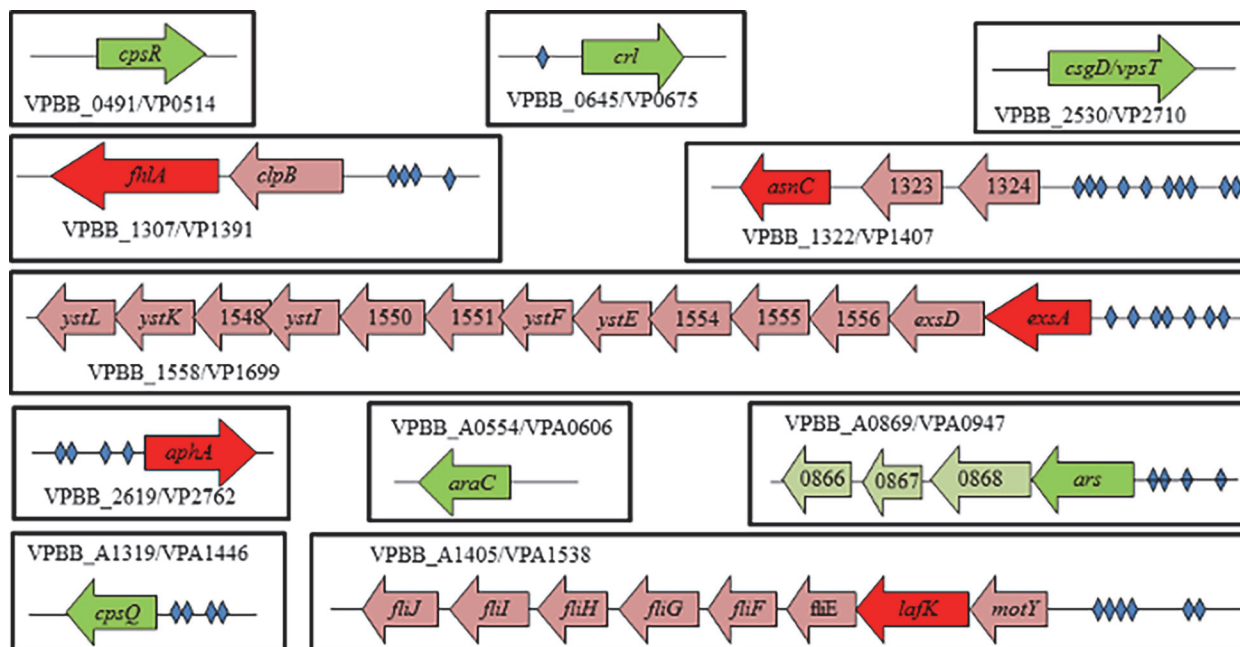 cpsR
VPBB_0491/VP0514
crl
VPBB_0645/VP0675
csgD/vpsT
VPBB_2530/VP2710
fhlA clpB
VPBB_1307/VP1391
asnC 1323 1324
VPBB_1322/VP1407
ystL ystK 1548 ystI 1550 1551 ystF ystE 1554 1555 1556 exsD exsA
VPBB_1558/VP1699
aphA
VPBB_2619/VP2762
VPBB_A0554/VPA0606
araC
VPBB_A0869/VPA0947
0866 0867 0868 ars
VPBB_A1319/VPA1446
cpsQ
VPBB_A1405/VPA1538
fliJ fliI fliH fliG fliF fliE lafK motY